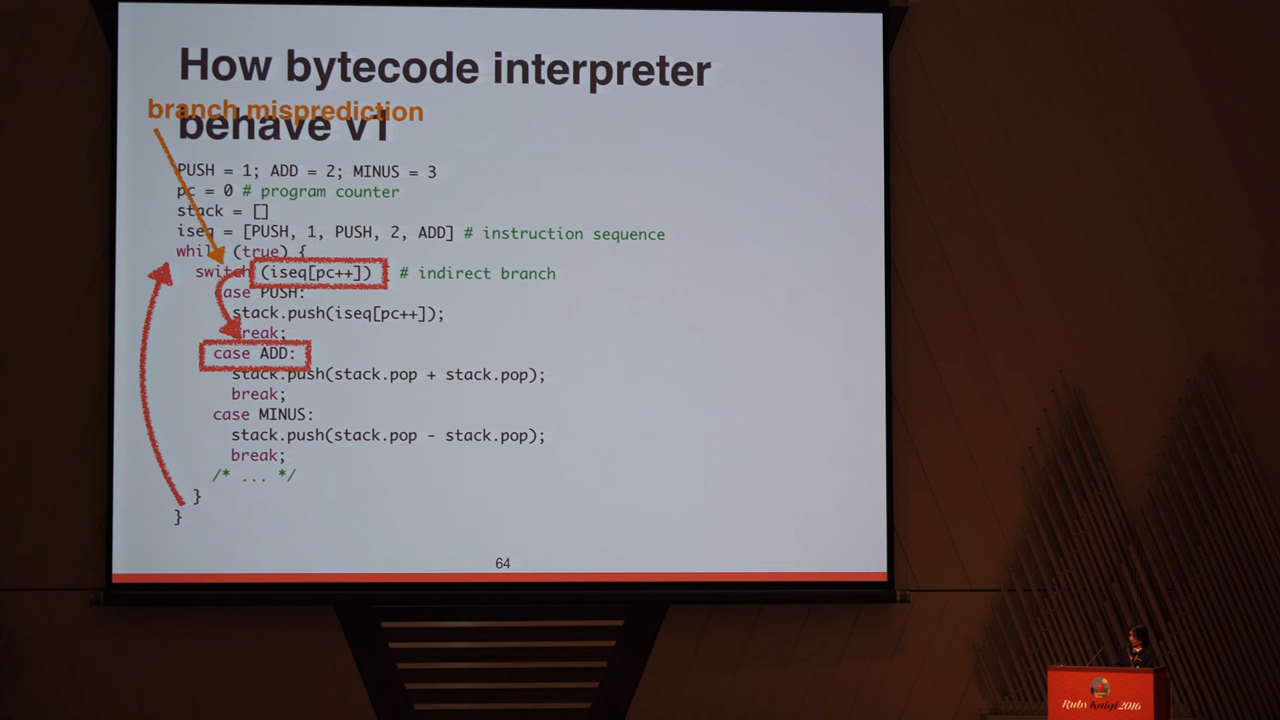 How bytecode interpreter
branch misprediction
behave v1
PUSH = 1; ADD = 2; MINUS = 3
pc = 0 # program counter
stack = []
iseq = [PUSH, 1, PUSH, 2, ADD] # instruction sequence
while (true) {
switch (iseq[pc++]) { # indirect branch
case PUSH:
stack.push(iseq[pc++]);
break;
case ADD:
stack.push(stack.pop + stack.pop);
break;
case MINUS:
stack.push(stack.pop - stack.pop);
break;
/* ... */
}
}
64
Ruby Kaigi 2016